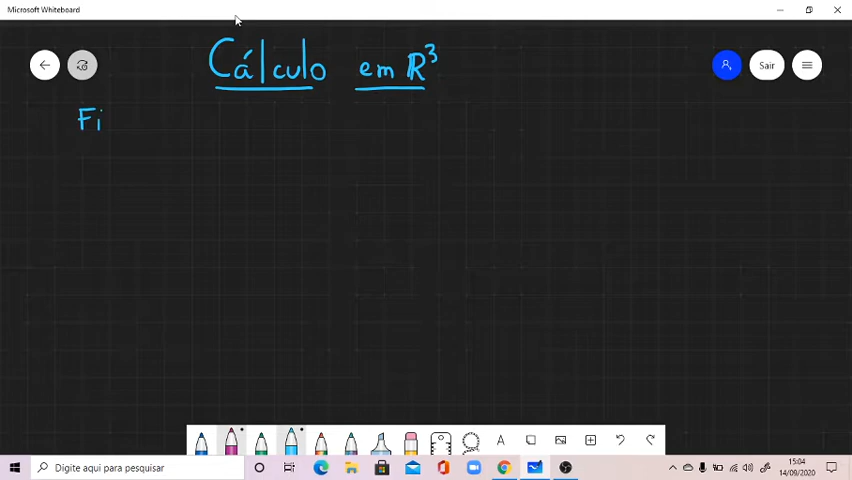 Microsoft Whiteboard
Cálculo em R³
Sair
Fi
A
Digite aqui para pesquisar
15:04
14/09/2020